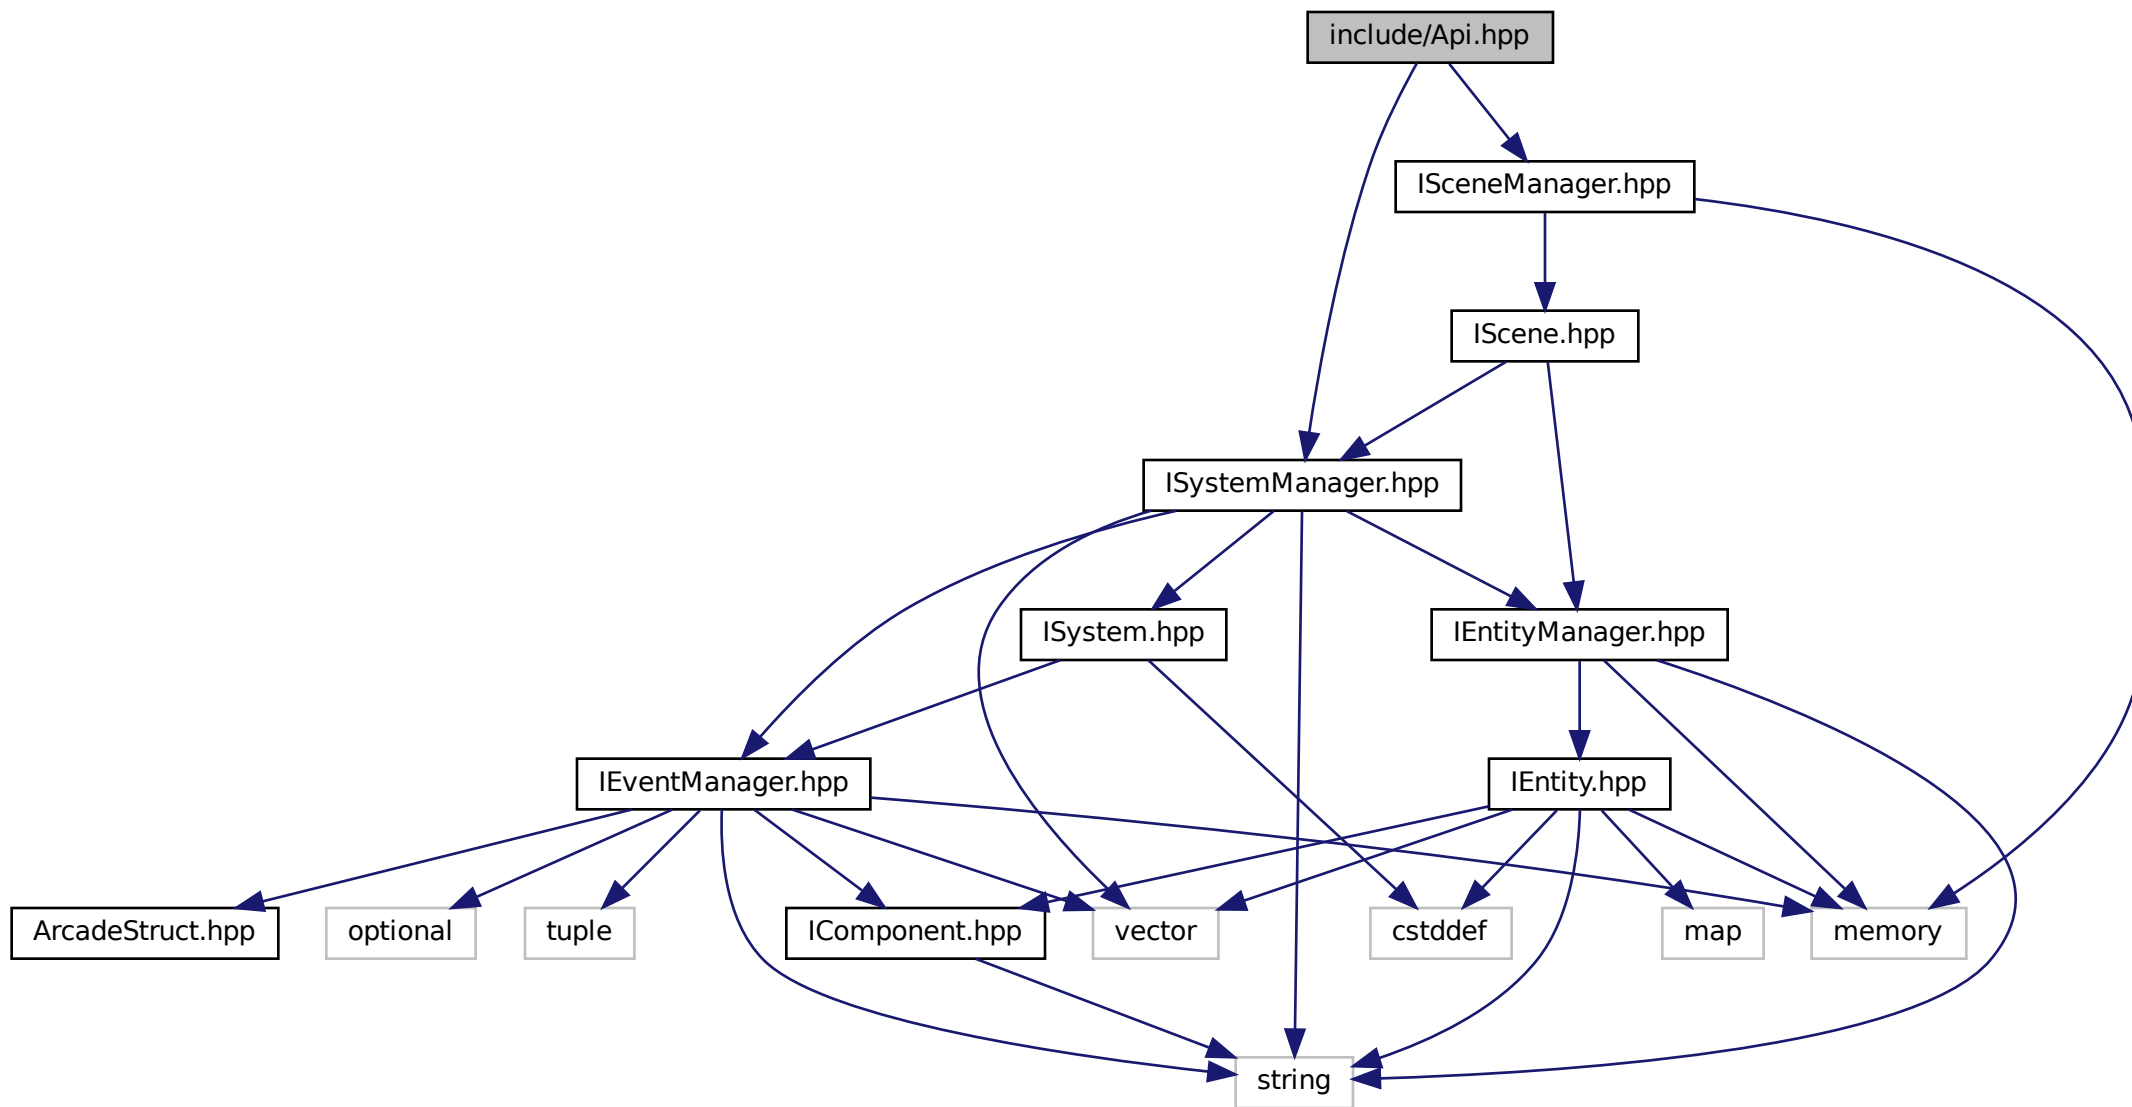 include/Api.hpp
ISceneManager.hpp
IScene.hpp
ISystemManager.hpp
ISystem.hpp
IEntityManager.hpp
IEventManager.hpp
IEntity.hpp
ArcadeStruct.hpp
optional
tuple
IComponent.hpp
vector
cstddef
map
memory
string